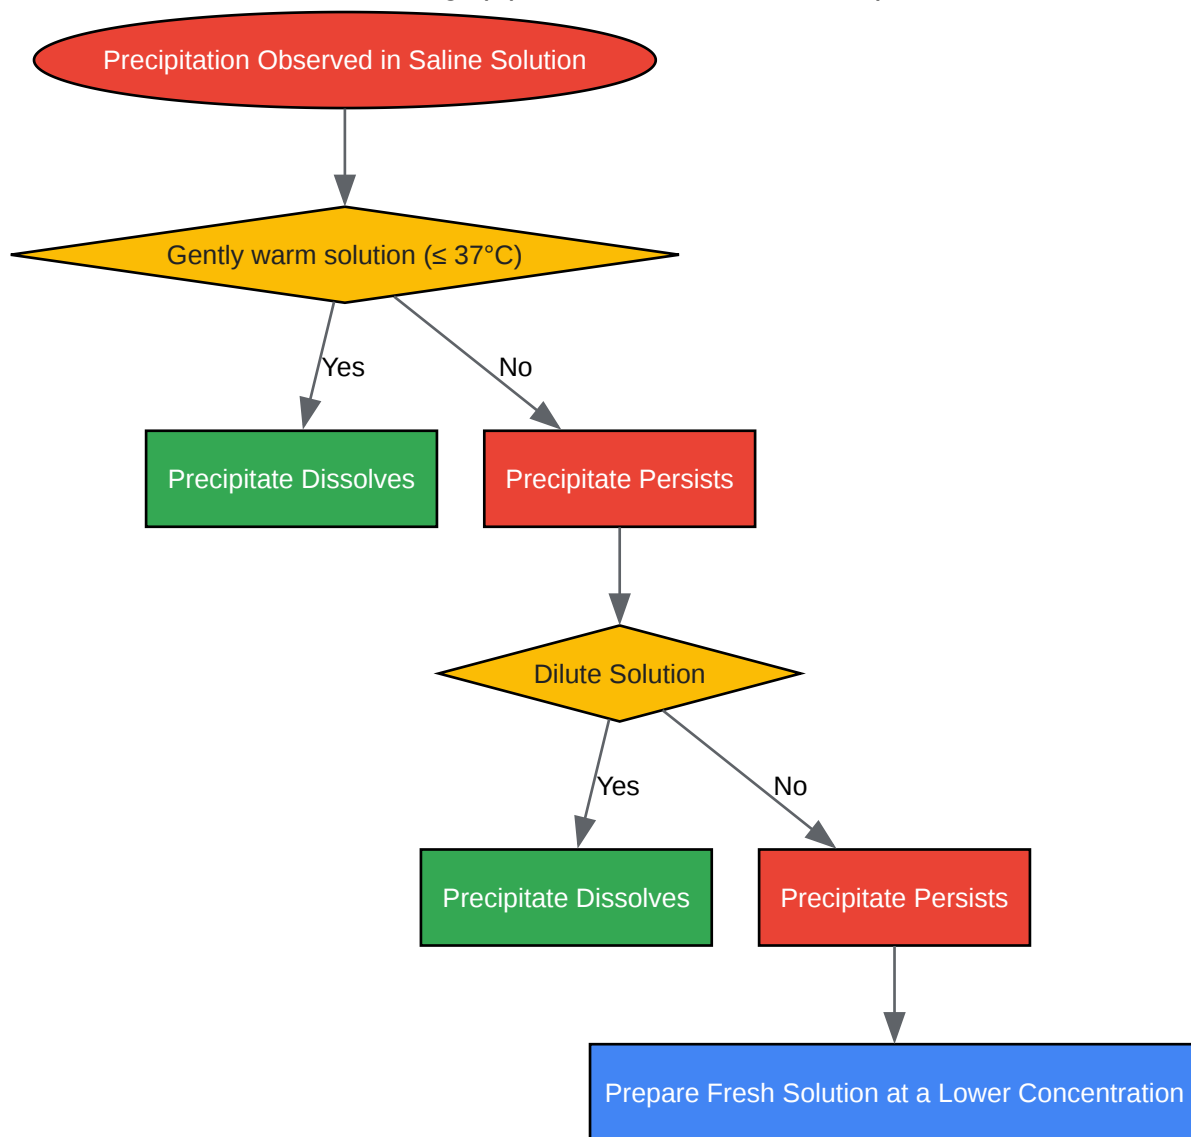 Precipitation Observed in Saline Solution
Gently warm solution (≤ 37°C)
Yes
No
Precipitate Dissolves
Precipitate Persists
Dilute Solution
Yes
No
Precipitate Dissolves
Precipitate Persists
Prepare Fresh Solution at a Lower Concentration